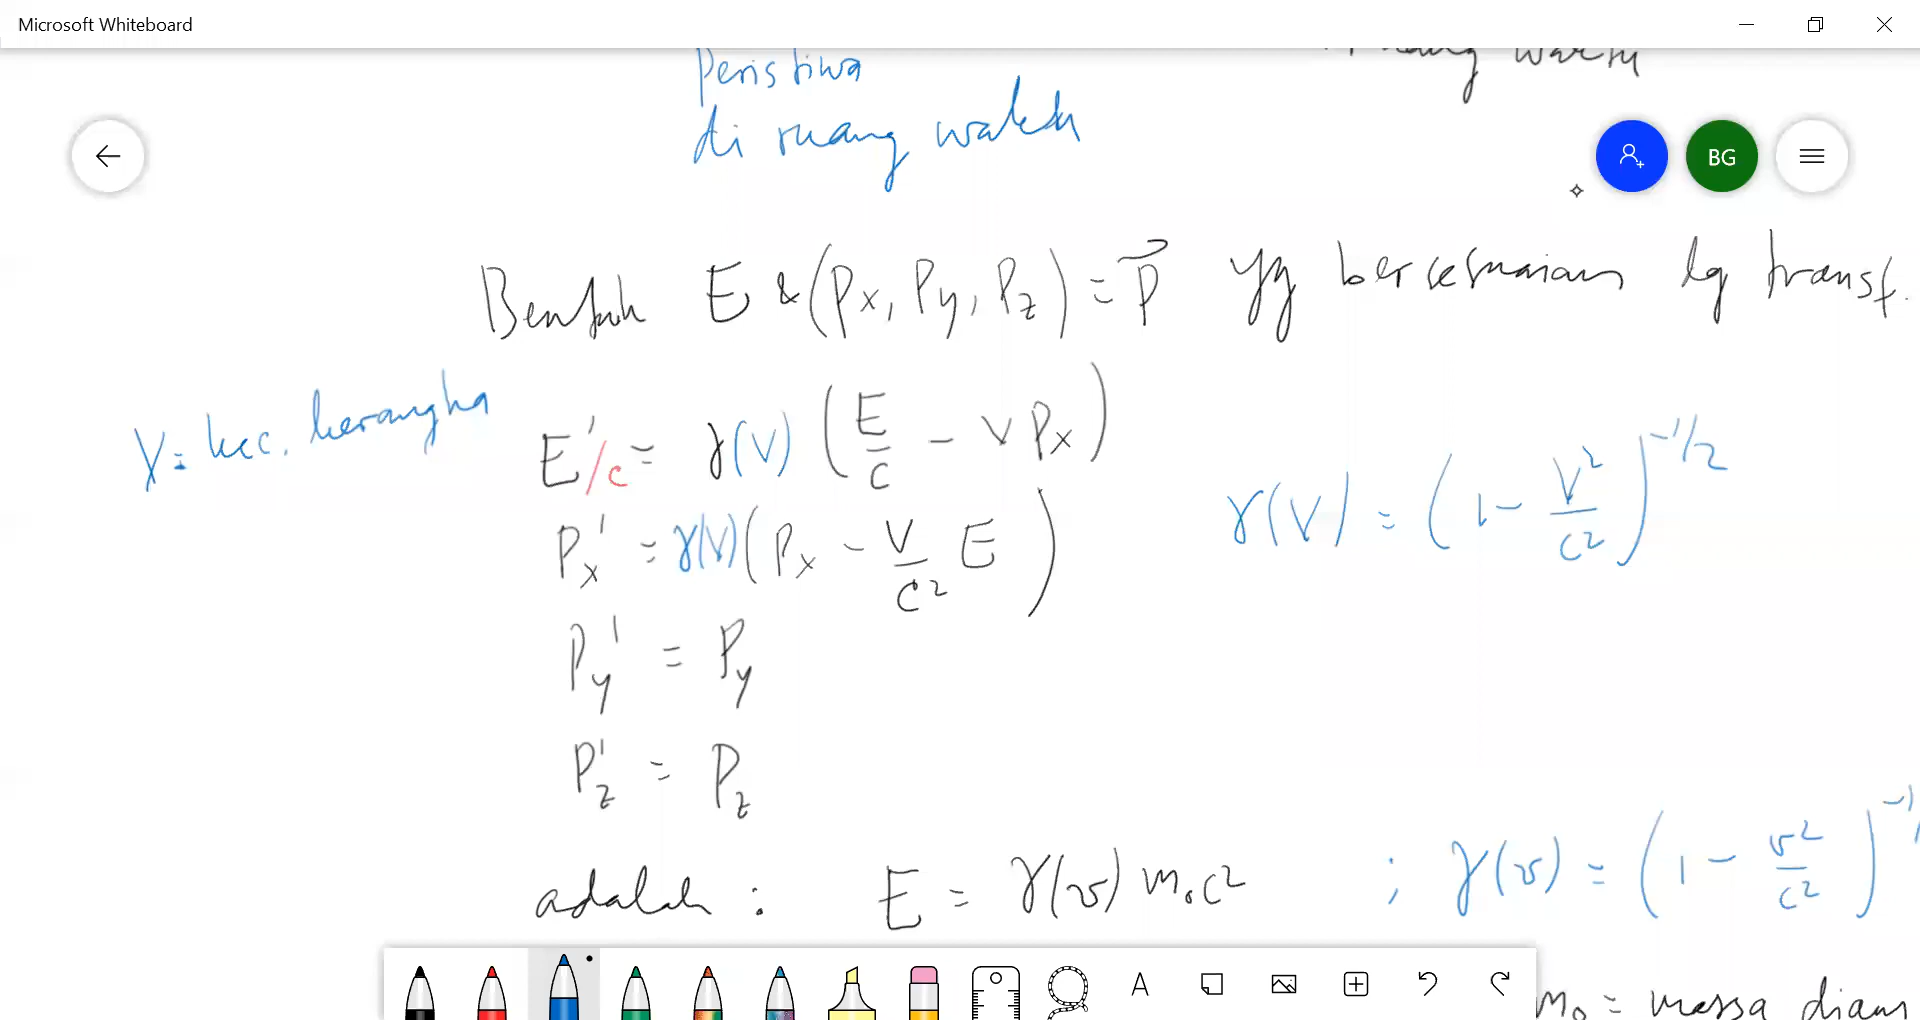 Microsoft Whiteboard
Peristiwa
di ruang waktu
BG
Bentuk E & (Px, Py, Pz) = P⃗ yg bersesuaian dg transf.
V = kec. kerangka
E'/c = γ(V) (E/c - V Px)
γ(V) = (1 - V²/c²)^-1/2
Px' = γ(V) (Px - V/c² E)
Py' = Py
Pz' = Pz
adalah : E = γ(v) m₀c² ; γ(v) = (1 - v²/c²)^-1/
A
m₀ = massa diam